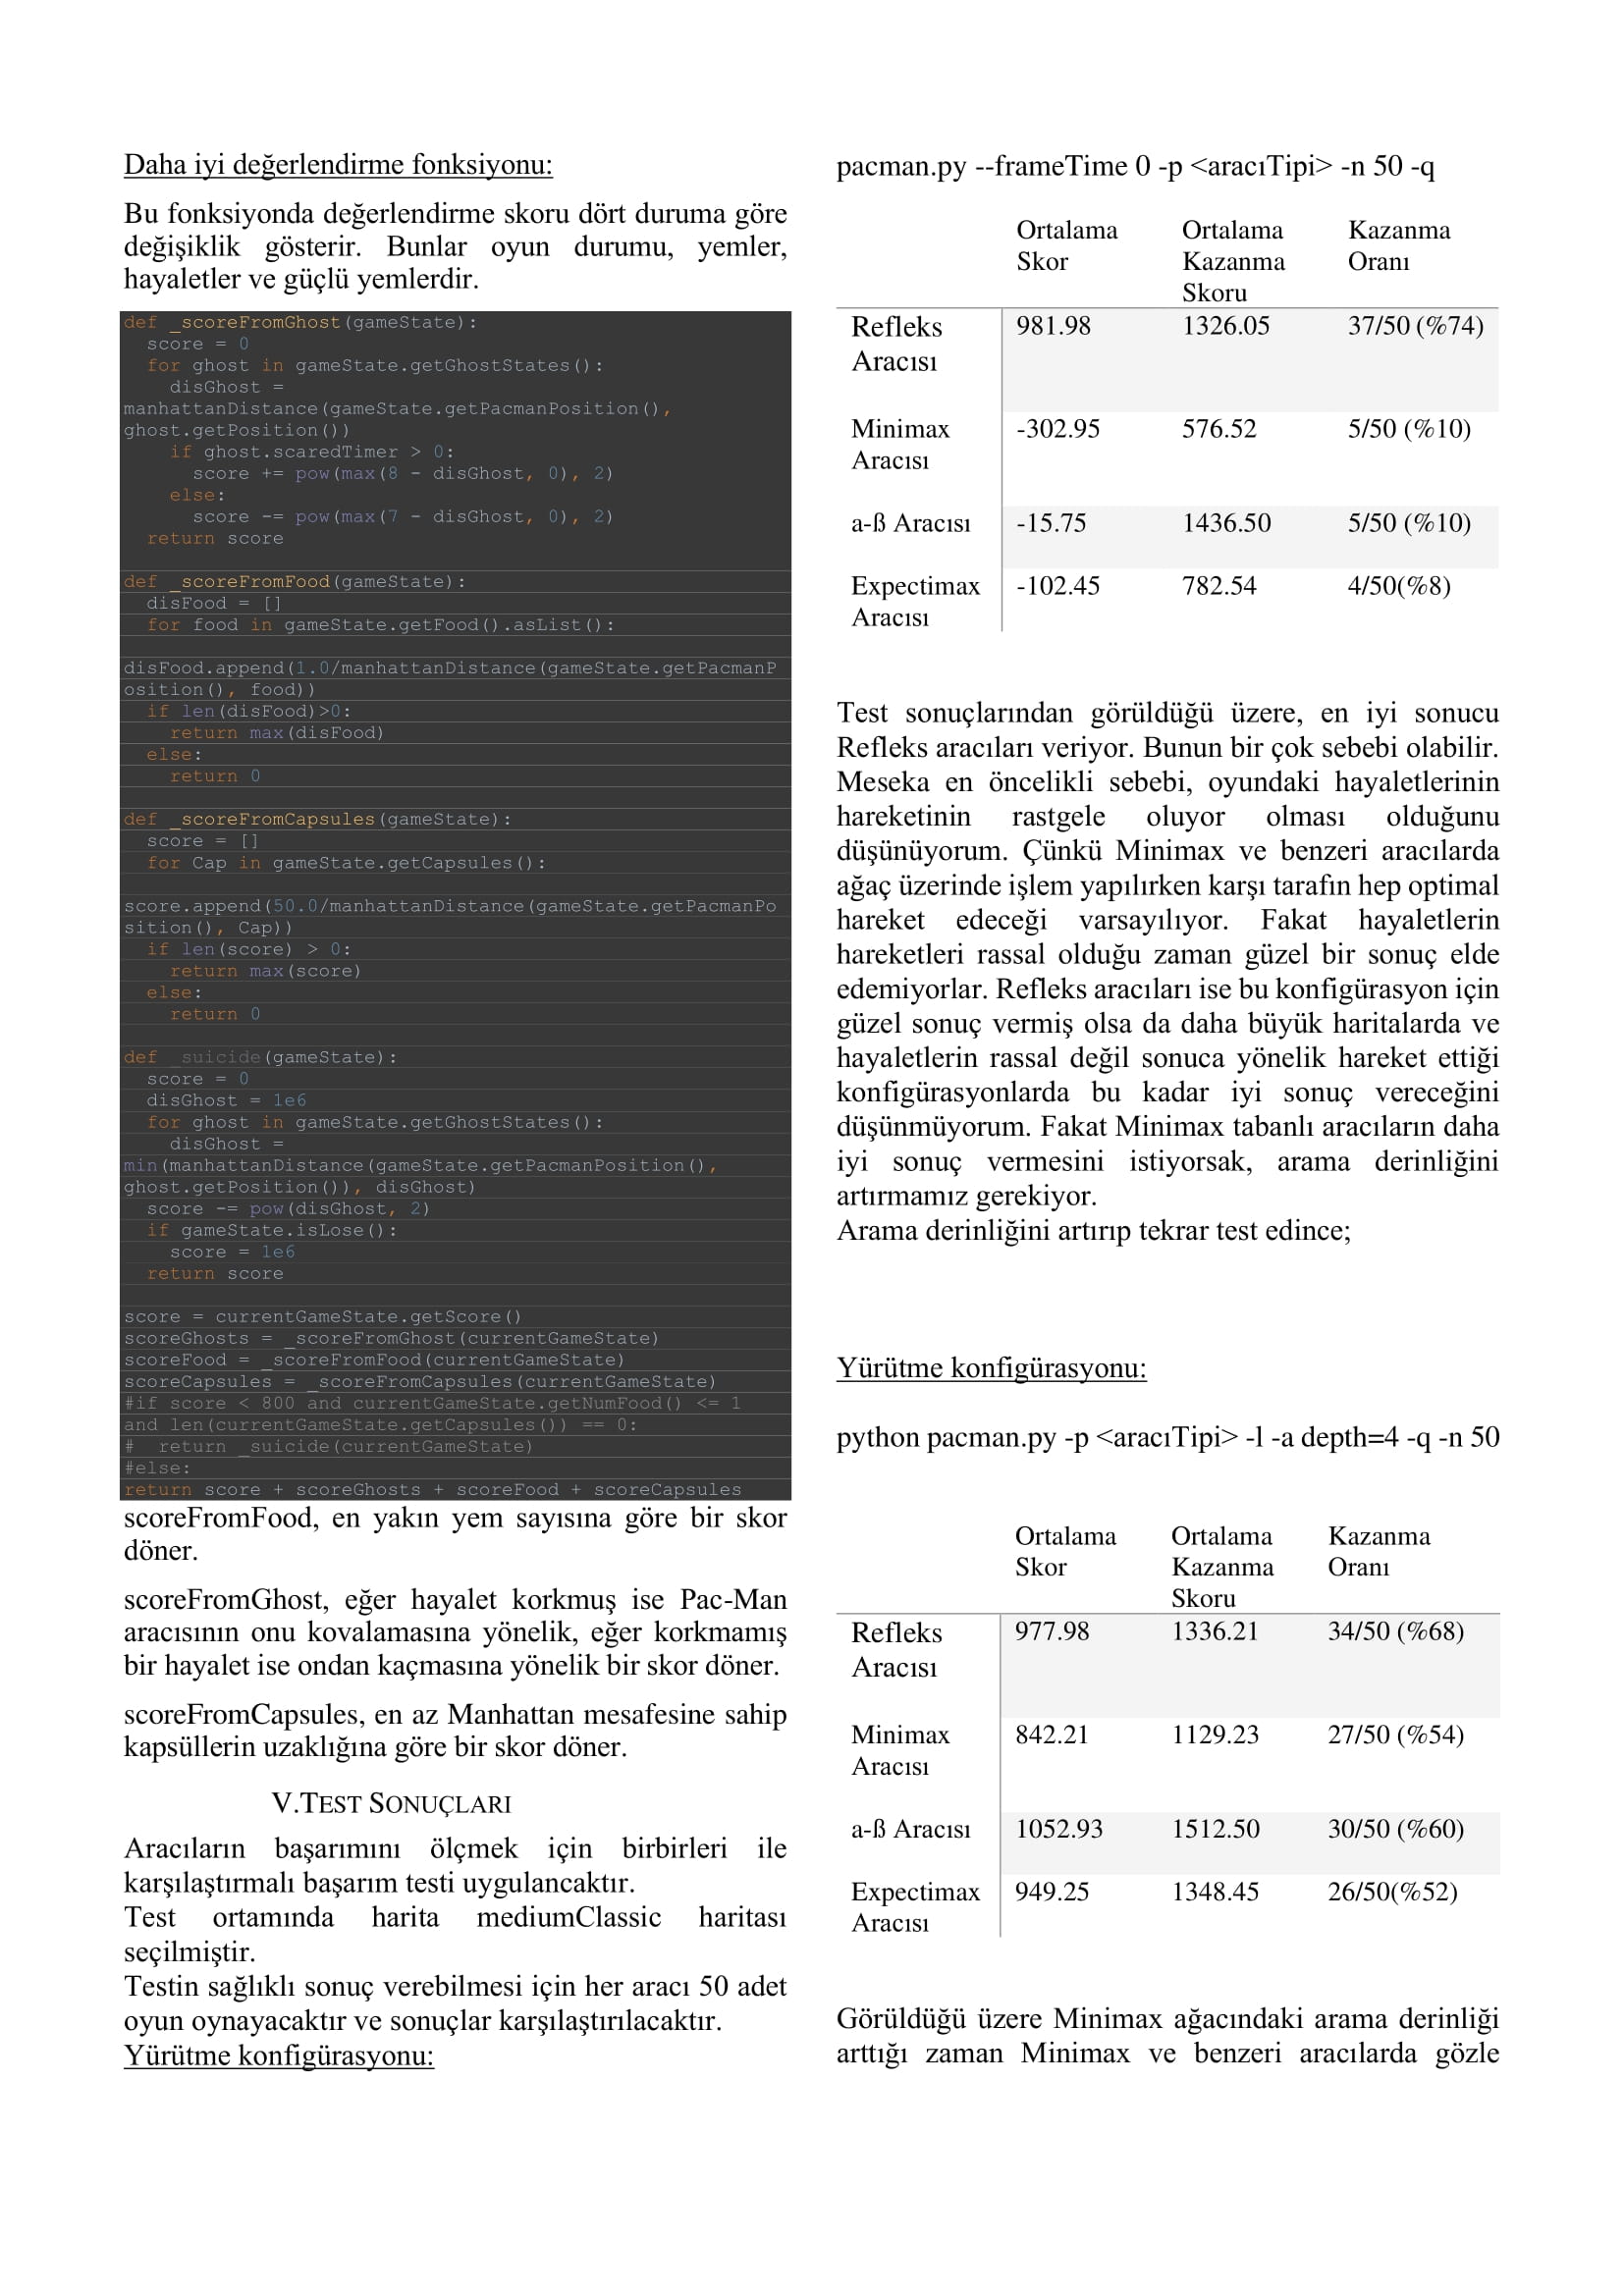 Daha iyi değerlendirme fonksiyonu:
Bu fonksiyonda değerlendirme skoru dört duruma göre
değişiklik gösterir. Bunlar oyun durumu, yemler,
hayaletler ve güçlü yemlerdir.
def _scoreFromGhost(gameState):
  score = 0
  for ghost in gameState.getGhostStates():
    disGhost =
manhattanDistance(gameState.getPacmanPosition(),
ghost.getPosition())
    if ghost.scaredTimer > 0:
      score += pow(max(8 - disGhost, 0), 2)
    else:
      score -= pow(max(7 - disGhost, 0), 2)
  return score
def _scoreFromFood(gameState):
  disFood = []
  for food in gameState.getFood().asList():
disFood.append(1.0/manhattanDistance(gameState.getPacmanP
osition(), food))
  if len(disFood)>0:
    return max(disFood)
  else:
    return 0
def _scoreFromCapsules(gameState):
  score = []
  for Cap in gameState.getCapsules():
score.append(50.0/manhattanDistance(gameState.getPacmanPo
sition(), Cap))
  if len(score) > 0:
    return max(score)
  else:
    return 0
def _suicide(gameState):
  score = 0
  disGhost = 1e6
  for ghost in gameState.getGhostStates():
    disGhost =
min(manhattanDistance(gameState.getPacmanPosition(),
ghost.getPosition()), disGhost)
  score -= pow(disGhost, 2)
  if gameState.isLose():
    score = 1e6
  return score
score = currentGameState.getScore()
scoreGhosts = _scoreFromGhost(currentGameState)
scoreFood = _scoreFromFood(currentGameState)
scoreCapsules = _scoreFromCapsules(currentGameState)
#if score < 800 and currentGameState.getNumFood() <= 1
and len(currentGameState.getCapsules()) == 0:
#  return _suicide(currentGameState)
#else:
return score + scoreGhosts + scoreFood + scoreCapsules
scoreFromFood, en yakın yem sayısına göre bir skor
döner.
scoreFromGhost, eğer hayalet korkmuş ise Pac-Man
aracısının onu kovalamasına yönelik, eğer korkmamış
bir hayalet ise ondan kaçmasına yönelik bir skor döner.
scoreFromCapsules, en az Manhattan mesafesine sahip
kapsüllerin uzaklığına göre bir skor döner.
V.TEST SONUÇLARI
Aracıların başarımını ölçmek için birbirleri ile
karşılaştırmalı başarım testi uygulancaktır.
Test ortamında harita mediumClassic haritası
seçilmiştir.
Testin sağlıklı sonuç verebilmesi için her aracı 50 adet
oyun oynayacaktır ve sonuçlar karşılaştırılacaktır.
Yürütme konfigürasyonu:
pacman.py --frameTime 0 -p <aracıTipi> -n 50 -q
Ortalama Skor | Ortalama Kazanma Skoru | Kazanma Oranı
Refleks Aracısı | 981.98 | 1326.05 | 37/50 (%74)
Minimax Aracısı | -302.95 | 576.52 | 5/50 (%10)
a-ß Aracısı | -15.75 | 1436.50 | 5/50 (%10)
Expectimax Aracısı | -102.45 | 782.54 | 4/50(%8)
Test sonuçlarından görüldüğü üzere, en iyi sonucu
Refleks aracıları veriyor. Bunun bir çok sebebi olabilir.
Meseka en öncelikli sebebi, oyundaki hayaletlerinin
hareketinin rastgele oluyor olması olduğunu
düşünüyorum. Çünkü Minimax ve benzeri aracılarda
ağaç üzerinde işlem yapılırken karşı tarafın hep optimal
hareket edeceği varsayılıyor. Fakat hayaletlerin
hareketleri rassal olduğu zaman güzel bir sonuç elde
edemiyorlar. Refleks aracıları ise bu konfigürasyon için
güzel sonuç vermiş olsa da daha büyük haritalarda ve
hayaletlerin rassal değil sonuca yönelik hareket ettiği
konfigürasyonlarda bu kadar iyi sonuç vereceğini
düşünmüyorum. Fakat Minimax tabanlı aracıların daha
iyi sonuç vermesini istiyorsak, arama derinliğini
artırmamız gerekiyor.
Arama derinliğini artırıp tekrar test edince;
Yürütme konfigürasyonu:
python pacman.py -p <aracıTipi> -l -a depth=4 -q -n 50
Ortalama Skor | Ortalama Kazanma Skoru | Kazanma Oranı
Refleks Aracısı | 977.98 | 1336.21 | 34/50 (%68)
Minimax Aracısı | 842.21 | 1129.23 | 27/50 (%54)
a-ß Aracısı | 1052.93 | 1512.50 | 30/50 (%60)
Expectimax Aracısı | 949.25 | 1348.45 | 26/50(%52)
Görüldüğü üzere Minimax ağacındaki arama derinliği
arttığı zaman Minimax ve benzeri aracılarda gözle